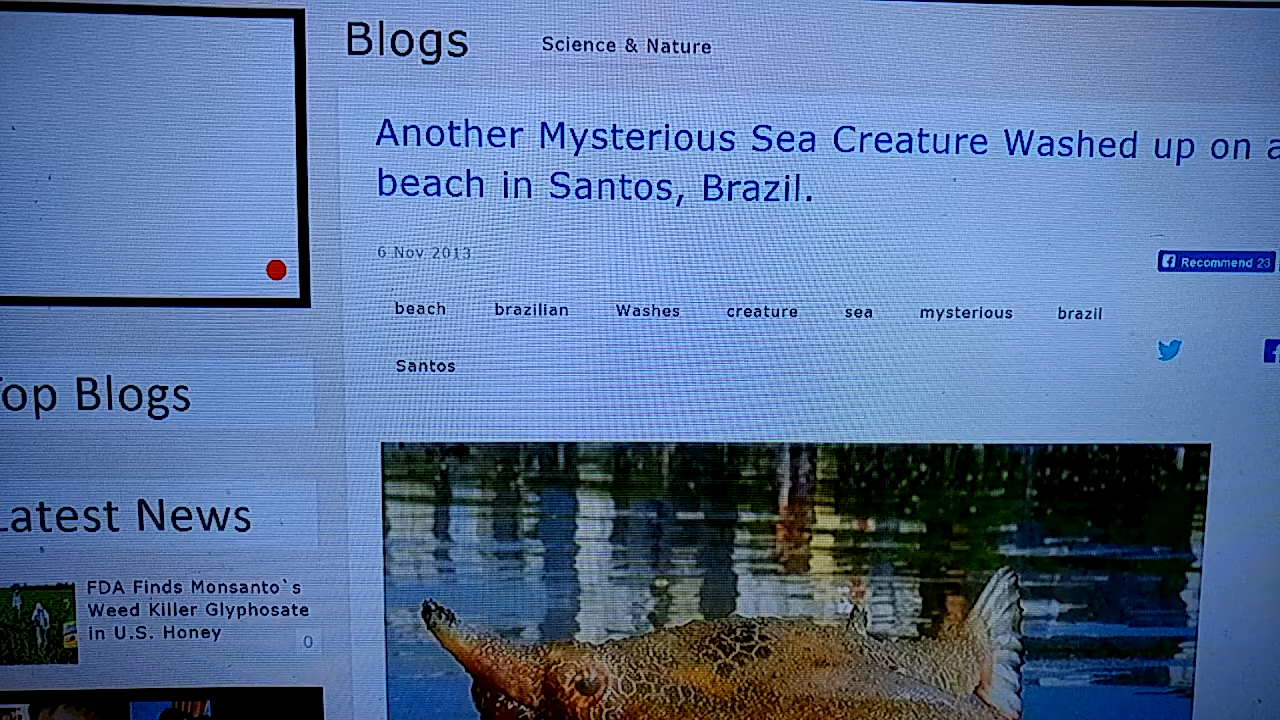 Blogs
Science & Nature
Another Mysterious Sea Creature Washed up on a
beach in Santos, Brazil.
6 Nov 2013
Recommend 23
beach brazilian Washes creature sea mysterious brazil
Santos
Top Blogs
Latest News
FDA Finds Monsanto`s
Weed Killer Glyphosate
in U.S. Honey
0